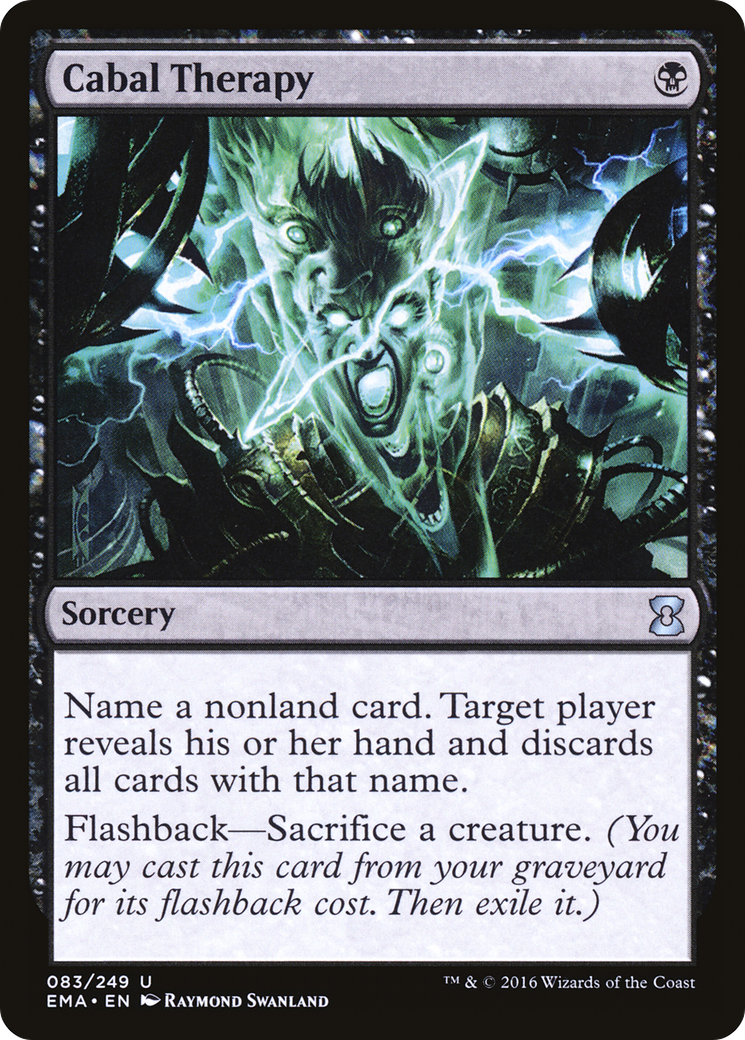 Cabal Therapy
Sorcery
Name a nonland card. Target player
reveals his or her hand and discards
all cards with that name.
Flashback—Sacrifice a creature. (You
may cast this card from your graveyard
for its flashback cost. Then exile it.)
083/249 U
™ & © 2016 Wizards of the Coast
EMA • EN Raymond Swanland